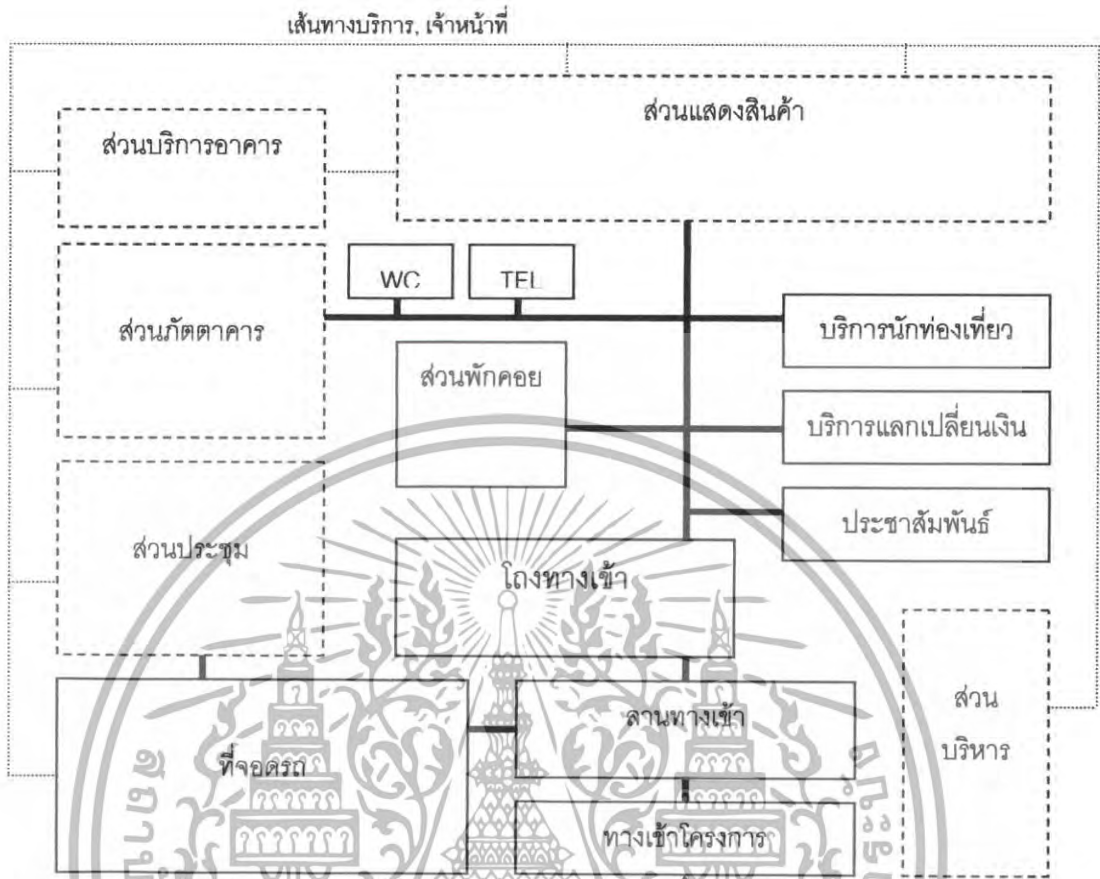 เส้นทางบริการ, เจ้าหน้าที่
ส่วนแสดงสินค้า
ส่วนบริการอาคาร
WC
TEL
ส่วนภัตตาคาร
บริการนักท่องเที่ยว
ส่วนพักคอย
บริการแลกเปลี่ยนเงิน
ประชาสัมพันธ์
ส่วนประชุม
โถงทางเข้า
ส่วน
บริหาร
ลานทางเข้า
ที่จอดรถ
ทางเข้าโครงการ